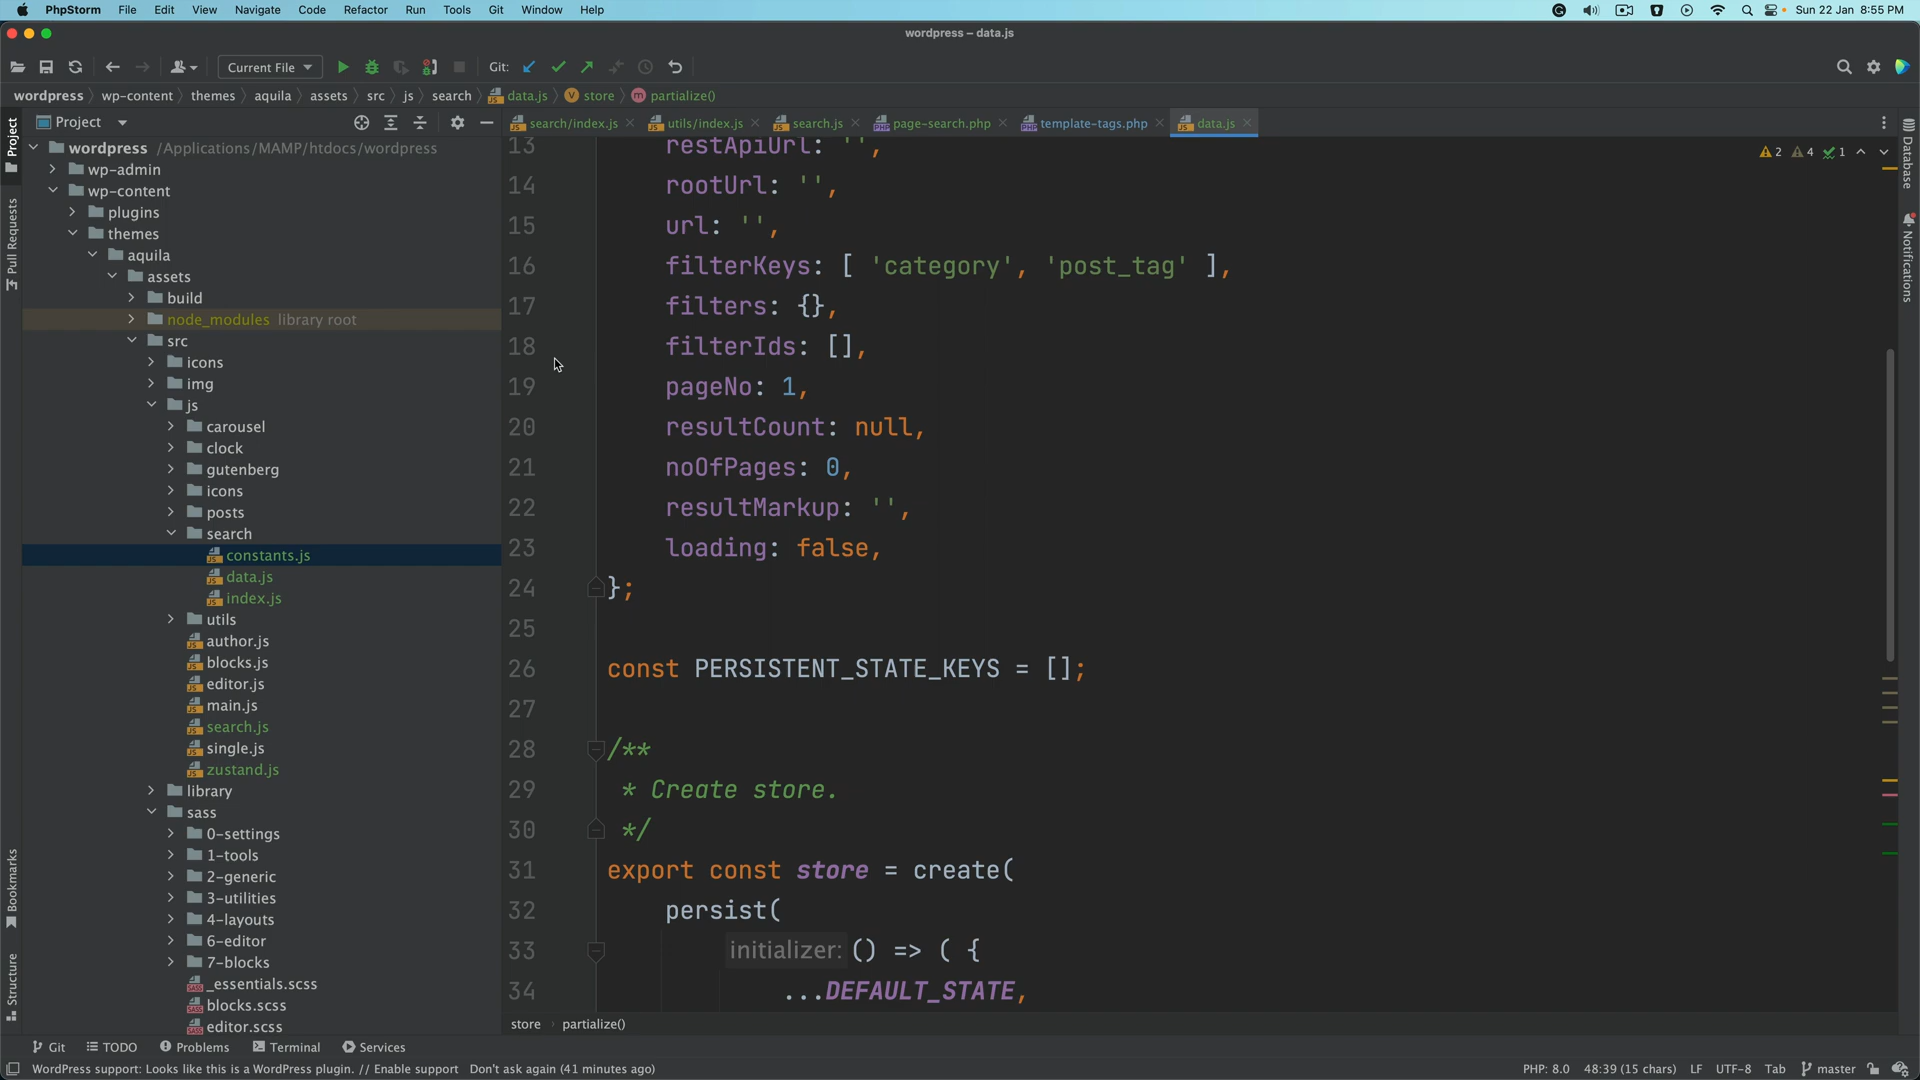 PhpStorm File Edit View Navigate Code Refactor Run Tools Git Window Help Sun 22 Jan 8:55 PM
wordpress – data.js
Current File Git:
wordpress wp-content themes aquila assets src js search data.js store partialize()
Project search/index.js utils/index.js search.js page-search.php template-tags.php data.js
wordpress /Applications/MAMP/htdocs/wordpress
wp-admin
wp-content
plugins
themes
aquila
assets
build
node_modules library root
src
icons
img
js
carousel
clock
gutenberg
icons
posts
search
constants.js
data.js
index.js
utils
author.js
blocks.js
editor.js
main.js
search.js
single.js
zustand.js
library
sass
0-settings
1-tools
2-generic
3-utilities
4-layouts
6-editor
7-blocks
_essentials.scss
blocks.scss
editor.scss
Project
Pull Requests
Bookmarks
Structure
2 4 1
13 restApiUrl: '',
14 rootUrl: '',
15 url: '',
16 filterKeys: [ 'category', 'post_tag' ],
17 filters: {},
18 filterIds: [],
19 pageNo: 1,
20 resultCount: null,
21 noOfPages: 0,
22 resultMarkup: '',
23 loading: false,
24 };
25
26 const PERSISTENT_STATE_KEYS = [];
27
28 /**
29 * Create store.
30 */
31 export const store = create(
32 persist(
33 initializer: () => ( {
34 ...DEFAULT_STATE,
Database
Notifications
store partialize()
Git TODO Problems Terminal Services
WordPress support: Looks like this is a WordPress plugin. // Enable support Don't ask again (41 minutes ago) PHP: 8.0 48:39 (15 chars) LF UTF-8 Tab master